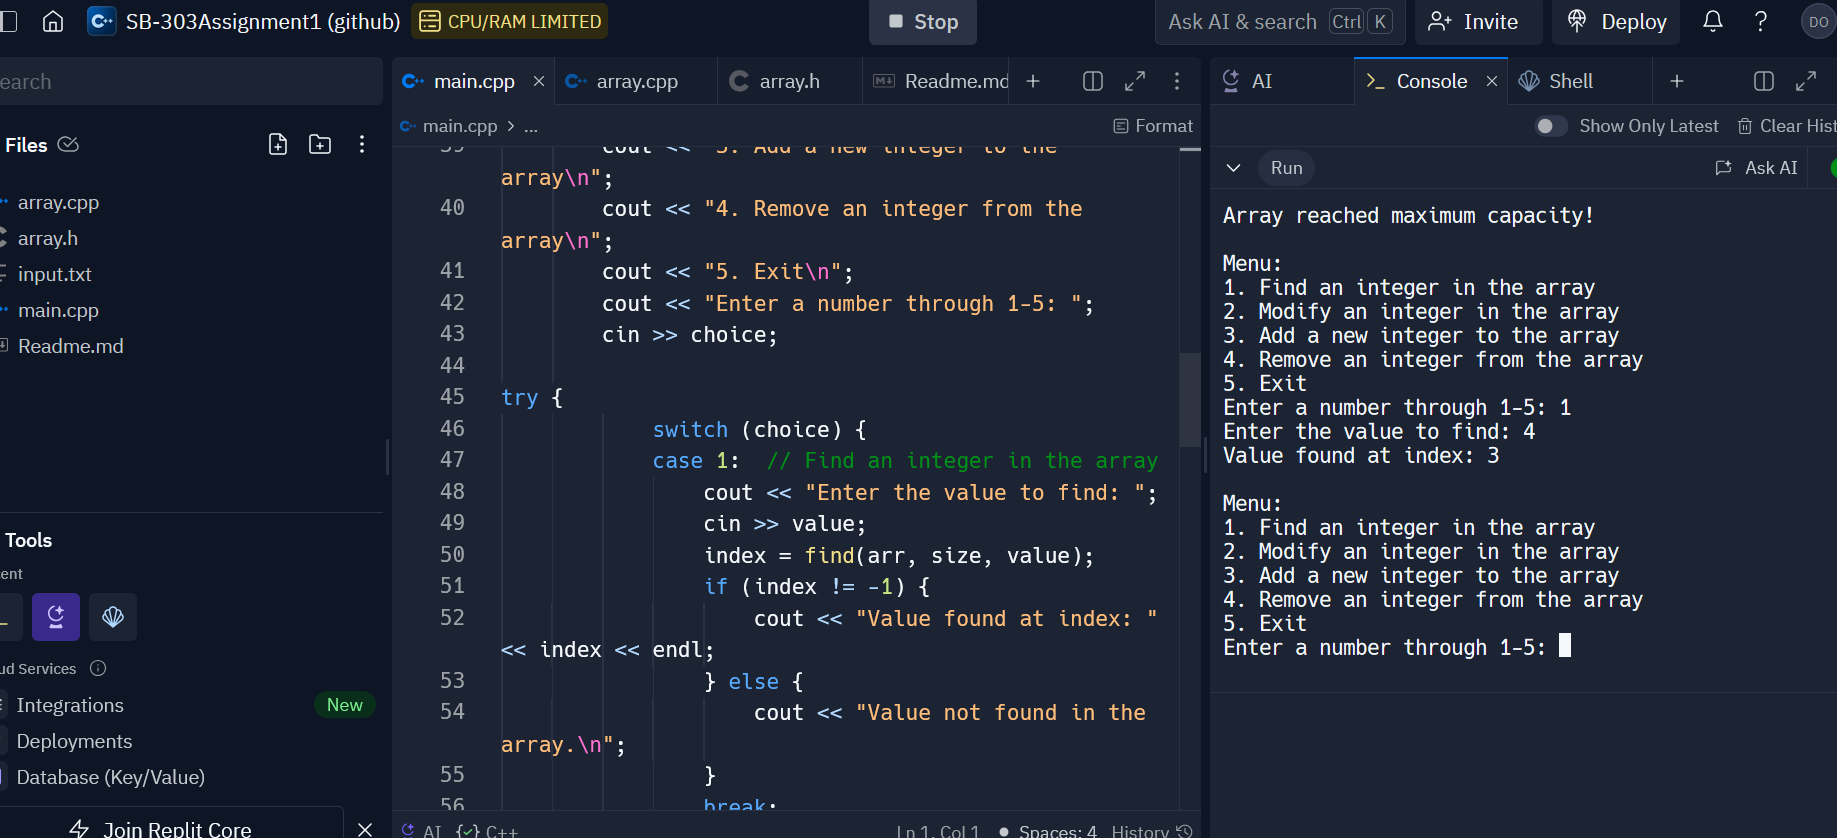 SB-303Assignment1 (github)
CPU/RAM LIMITED
Stop
Ask AI & search Ctrl K
Invite
Deploy
?
DO
earch
Files
array.cpp
array.h
input.txt
main.cpp
Readme.md
Tools
ent
ud Services
Integrations New
Deployments
Database (Key/Value)
Join Replit Core
main.cpp
array.cpp
array.h
Readme.md
main.cpp > ...
Format
39 cout << "3. Add a new integer to the
array\n";
40 cout << "4. Remove an integer from the
array\n";
41 cout << "5. Exit\n";
42 cout << "Enter a number through 1-5: ";
43 cin >> choice;
44
45 try {
46 switch (choice) {
47 case 1: // Find an integer in the array
48 cout << "Enter the value to find: ";
49 cin >> value;
50 index = find(arr, size, value);
51 if (index != -1) {
52 cout << "Value found at index: "
<< index << endl;
53 } else {
54 cout << "Value not found in the
array.\n";
55 }
56 break;
AI {✓} C++ Ln 1, Col 1 Spaces: 4 History
AI
Console
Shell
Show Only Latest Clear Hist
Run
Ask AI
Array reached maximum capacity!
Menu:
1. Find an integer in the array
2. Modify an integer in the array
3. Add a new integer to the array
4. Remove an integer from the array
5. Exit
Enter a number through 1-5: 1
Enter the value to find: 4
Value found at index: 3
Menu:
1. Find an integer in the array
2. Modify an integer in the array
3. Add a new integer to the array
4. Remove an integer from the array
5. Exit
Enter a number through 1-5: